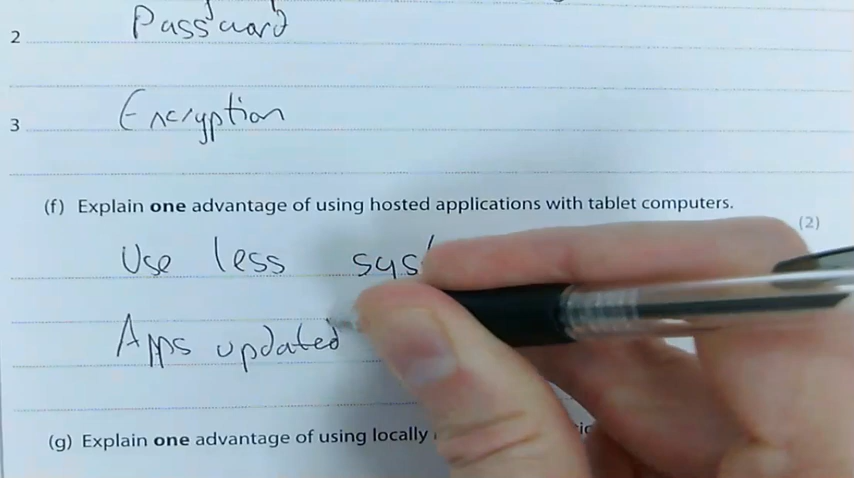 2 Password
3 Encryption
(f) Explain one advantage of using hosted applications with tablet computers.
(2)
Use less
Apps updated
(g) Explain one advantage of using locally